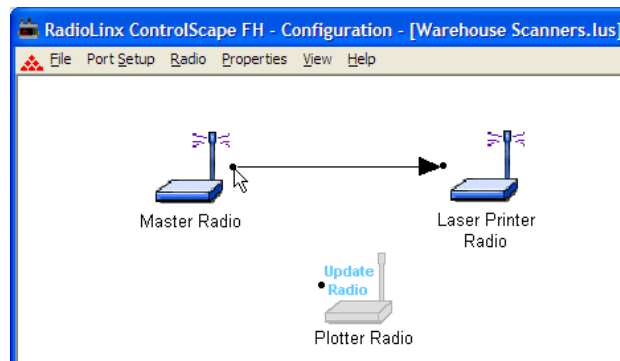 RadioLinx ControlScape FH - Configuration - [Warehouse Scanners.lus]
File Port Setup Radio Properties View Help
Master Radio
Laser Printer
Radio
Update
Radio
Plotter Radio